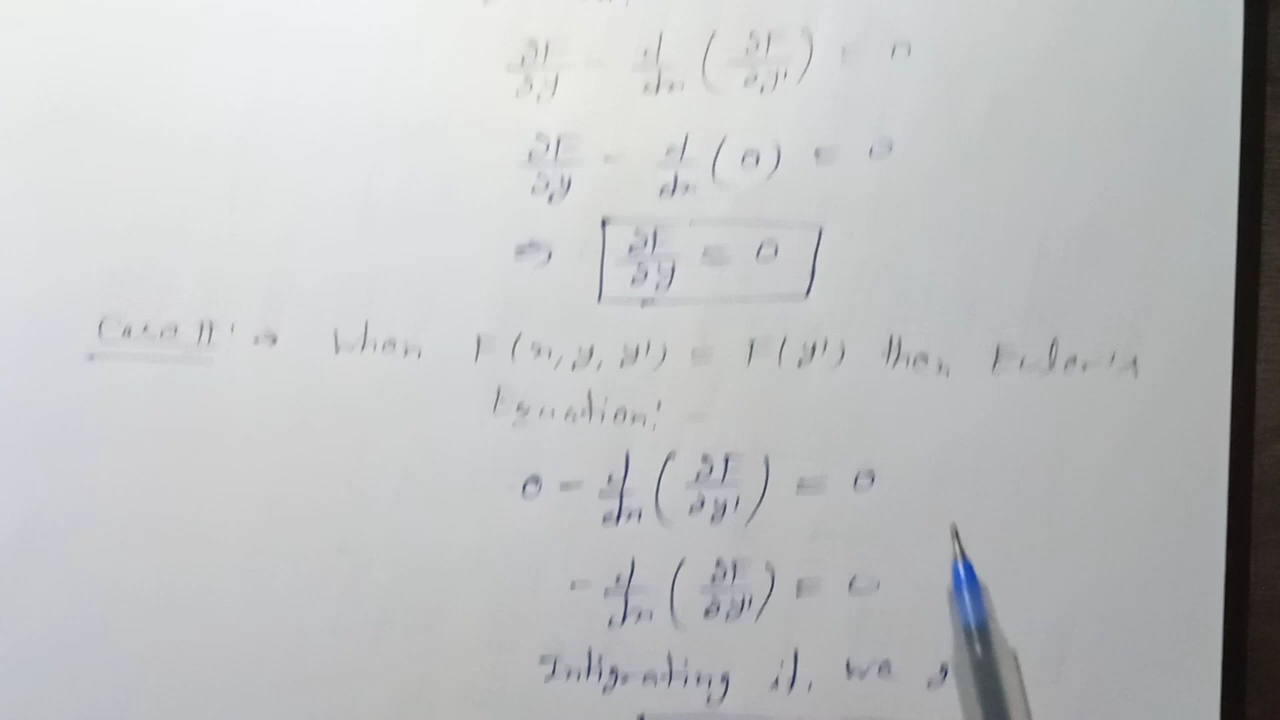 ∂F/∂y - d/dx (∂F/∂y') = 0
∂F/∂y - d/dx (0) = 0
⇒ ∂F/∂y = 0
Case II: ⇒ When F(x, y, y') = F(y') then Euler's
Equation:-
0 - d/dx (∂F/∂y') = 0
- d/dx (∂F/∂y') = 0
Intigrating it, we